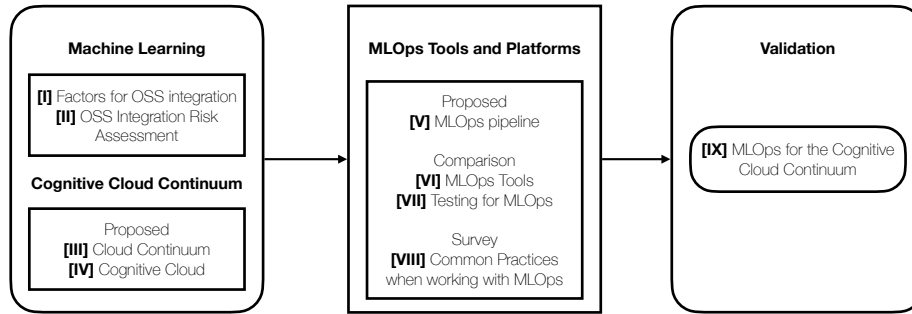 Machine Learning
[I] Factors for OSS integration
[II] OSS Integration Risk
Assessment
Cognitive Cloud Continuum
Proposed
[III] Cloud Continuum
[IV] Cognitive Cloud
MLOps Tools and Platforms
Proposed
[V] MLOps pipeline
Comparison
[VI] MLOps Tools
[VII] Testing for MLOps
Survey
[VIII] Common Practices
when working with MLOps
Validation
[IX] MLOps for the Cognitive
Cloud Continuum